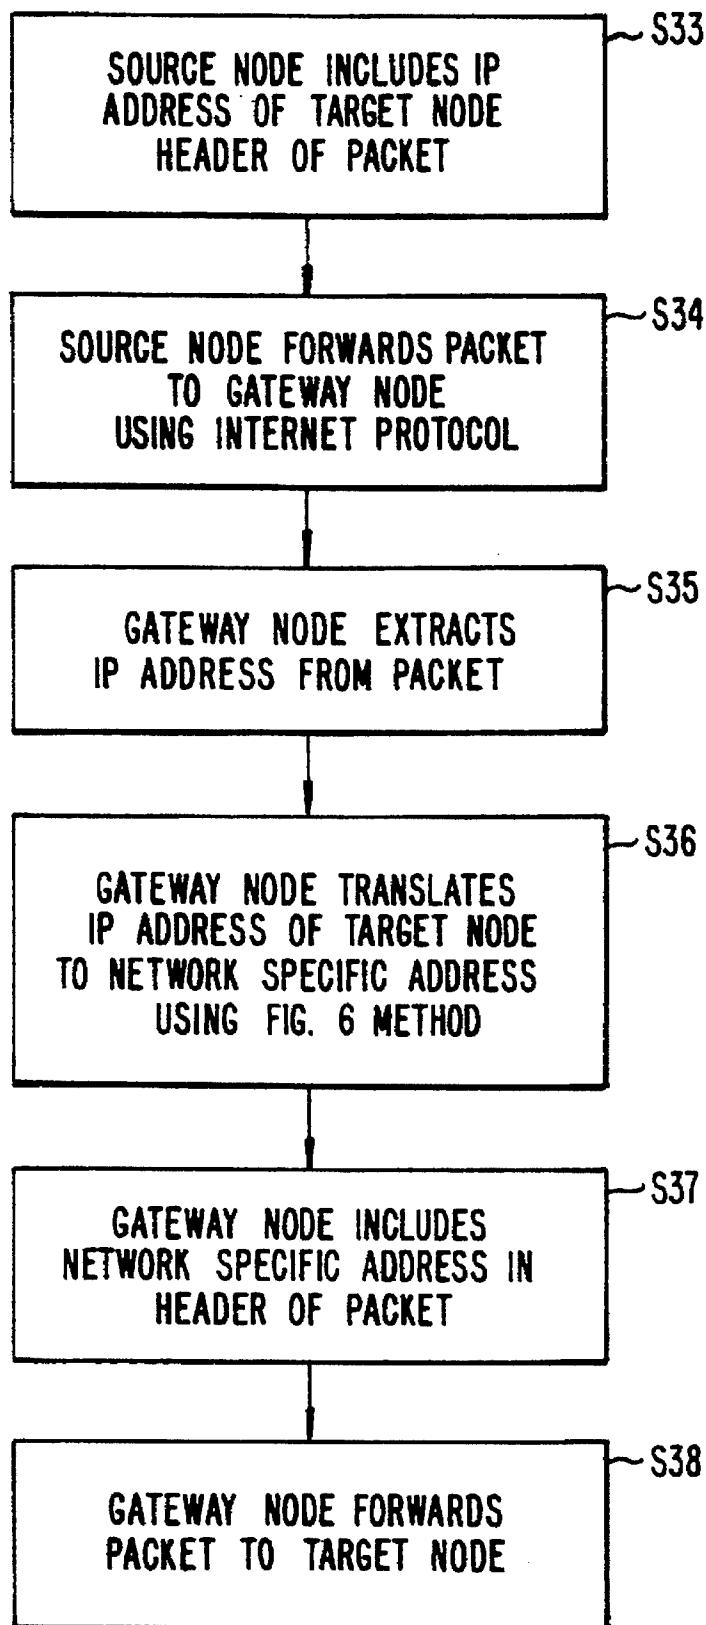 S33
SOURCE NODE INCLUDES IP
ADDRESS OF TARGET NODE
HEADER OF PACKET
S34
SOURCE NODE FORWARDS PACKET
TO GATEWAY NODE
USING INTERNET PROTOCOL
S35
GATEWAY NODE EXTRACTS
IP ADDRESS FROM PACKET
S36
GATEWAY NODE TRANSLATES
IP ADDRESS OF TARGET NODE
TO NETWORK SPECIFIC ADDRESS
USING FIG. 6 METHOD
S37
GATEWAY NODE INCLUDES
NETWORK SPECIFIC ADDRESS IN
HEADER OF PACKET
S38
GATEWAY NODE FORWARDS
PACKET TO TARGET NODE